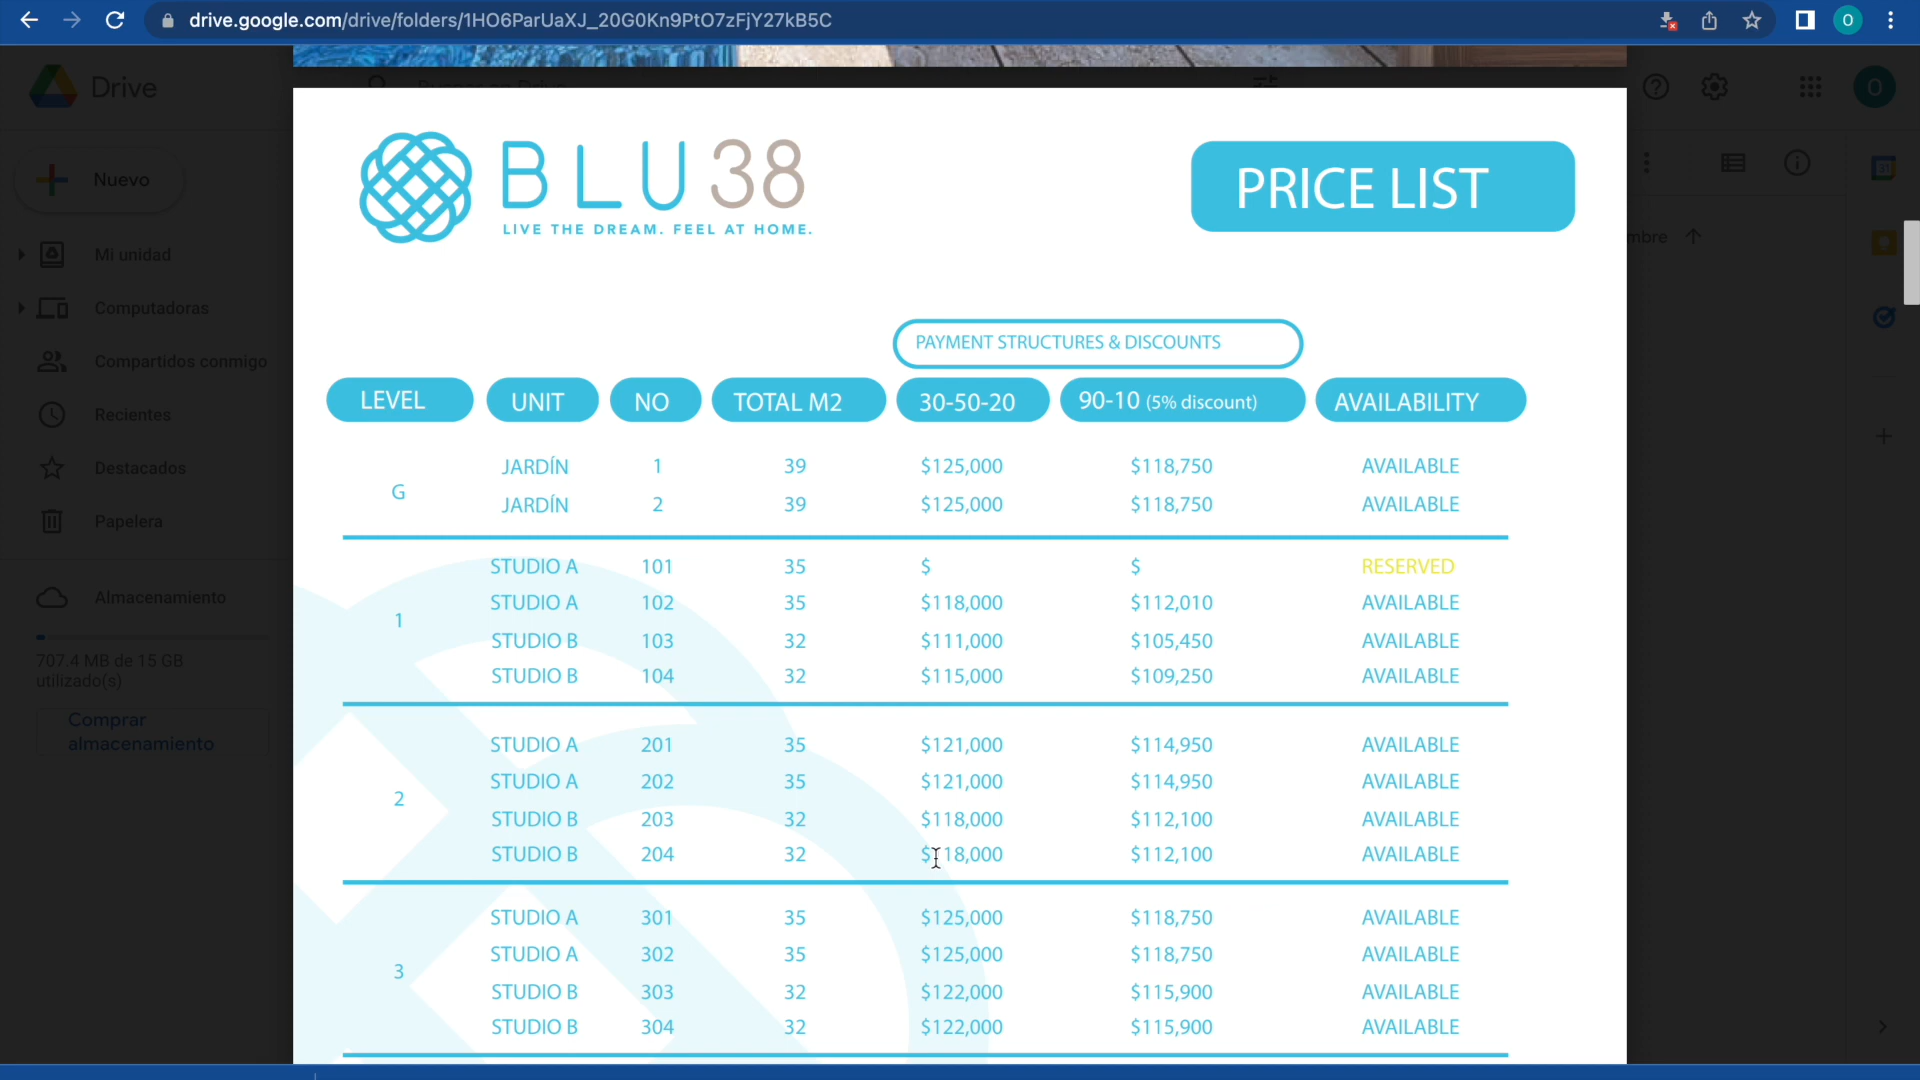 drive.google.com/drive/folders/1HO6ParUaXJ_20G0Kn9PtO7zFjY27kB5C
O
Drive
Buscar en Drive
O
Nuevo
Mi unidad
Computadoras
Compartidos conmigo
Recientes
Destacados
Papelera
Almacenamiento
707.4 MB de 15 GB
utilizado(s)
Comprar
almacenamiento
mbre
31
BLU 38
LIVE THE DREAM. FEEL AT HOME.
PRICE LIST
PAYMENT STRUCTURES & DISCOUNTS
LEVEL UNIT NO TOTAL M2 30-50-20 90-10 (5% discount) AVAILABILITY
G
JARDÍN 1 39 $125,000 $118,750 AVAILABLE
JARDÍN 2 39 $125,000 $118,750 AVAILABLE
1
STUDIO A 101 35 $ $ RESERVED
STUDIO A 102 35 $118,000 $112,010 AVAILABLE
STUDIO B 103 32 $111,000 $105,450 AVAILABLE
STUDIO B 104 32 $115,000 $109,250 AVAILABLE
2
STUDIO A 201 35 $121,000 $114,950 AVAILABLE
STUDIO A 202 35 $121,000 $114,950 AVAILABLE
STUDIO B 203 32 $118,000 $112,100 AVAILABLE
STUDIO B 204 32 $118,000 $112,100 AVAILABLE
3
STUDIO A 301 35 $125,000 $118,750 AVAILABLE
STUDIO A 302 35 $125,000 $118,750 AVAILABLE
STUDIO B 303 32 $122,000 $115,900 AVAILABLE
STUDIO B 304 32 $122,000 $115,900 AVAILABLE